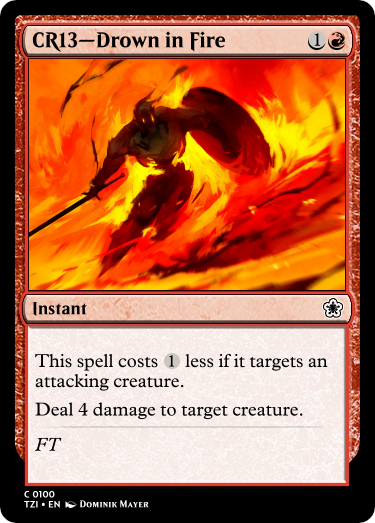 CR13—Drown in Fire 1
Instant
This spell costs 1 less if it targets an
attacking creature.
Deal 4 damage to target creature.
FT
C 0100
TZI • EN Dominik Mayer